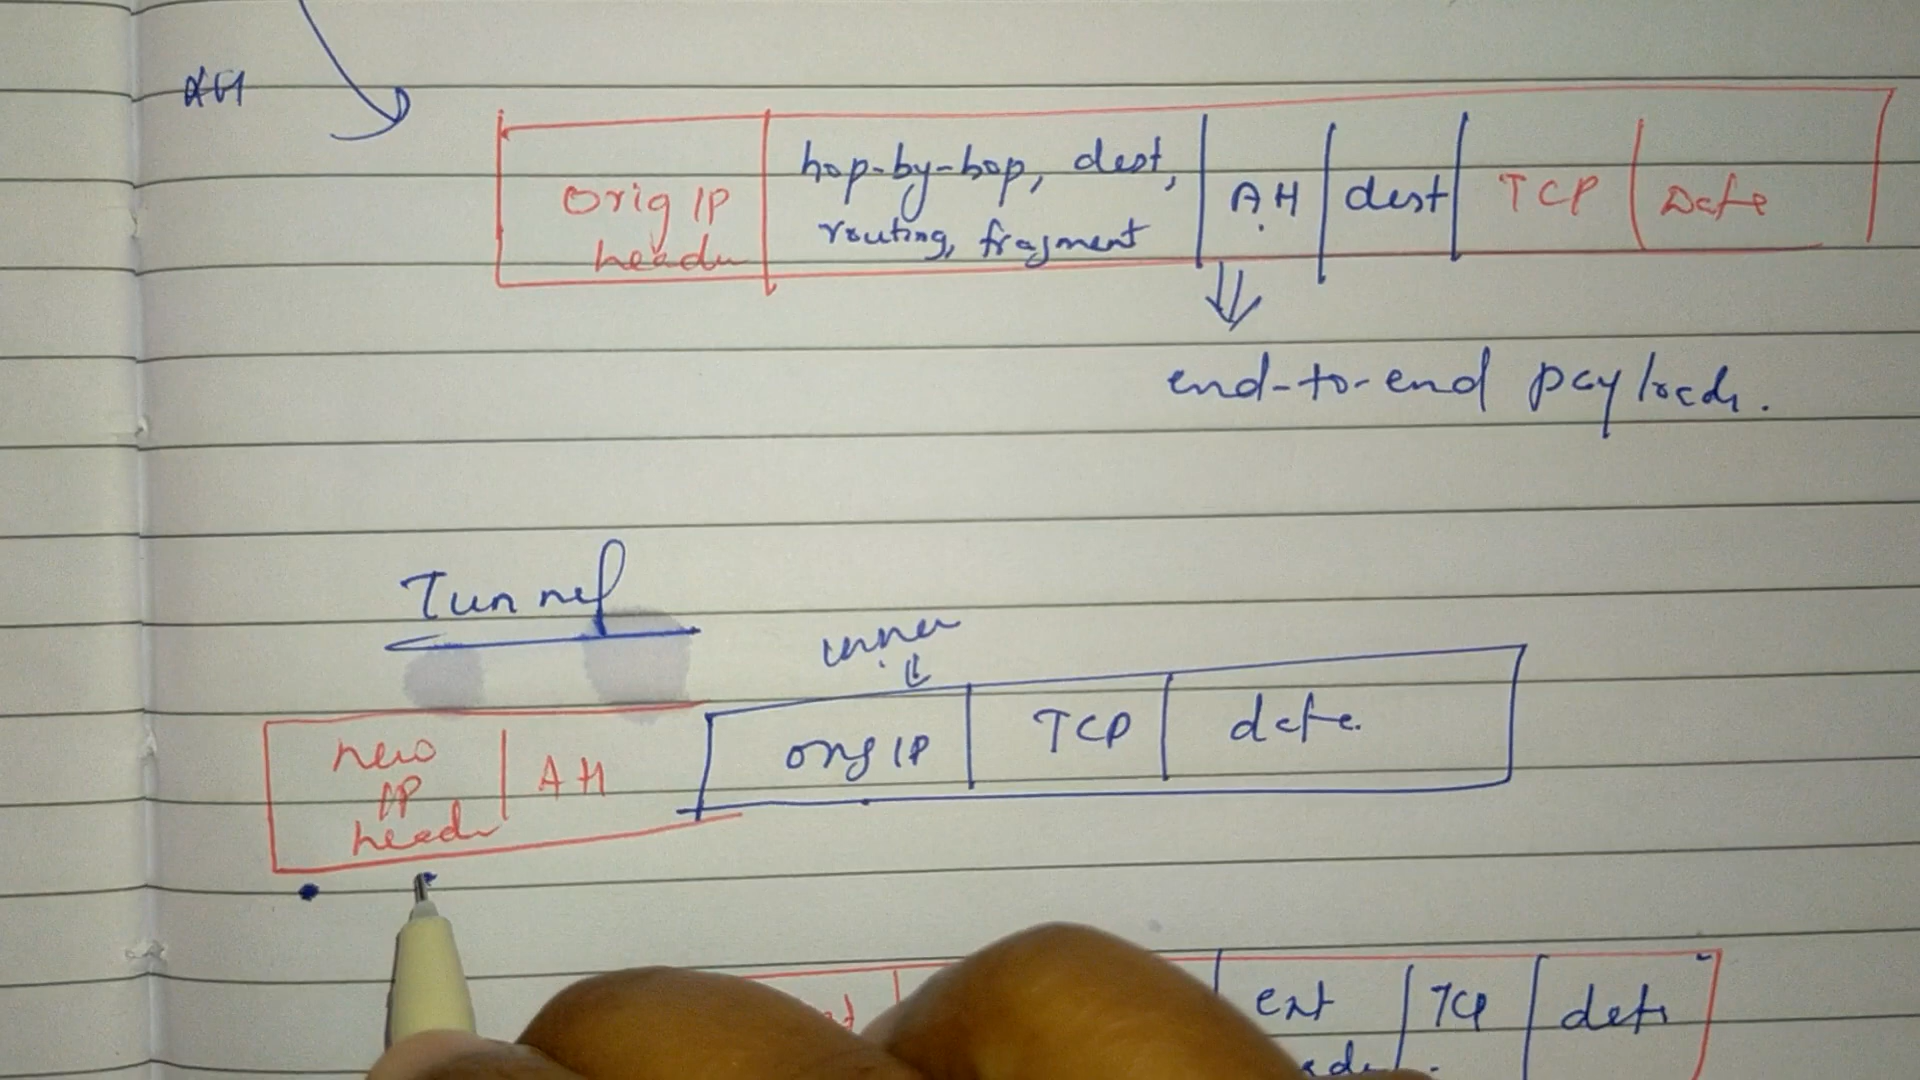 Orig IP header
hop-by-hop, dest,
routing, fragment
AH
dest
TCP
Data
end-to-end payload.
Tunnel
inner
new IP header
AH
orig IP
TCP
data
ext
TCP
data